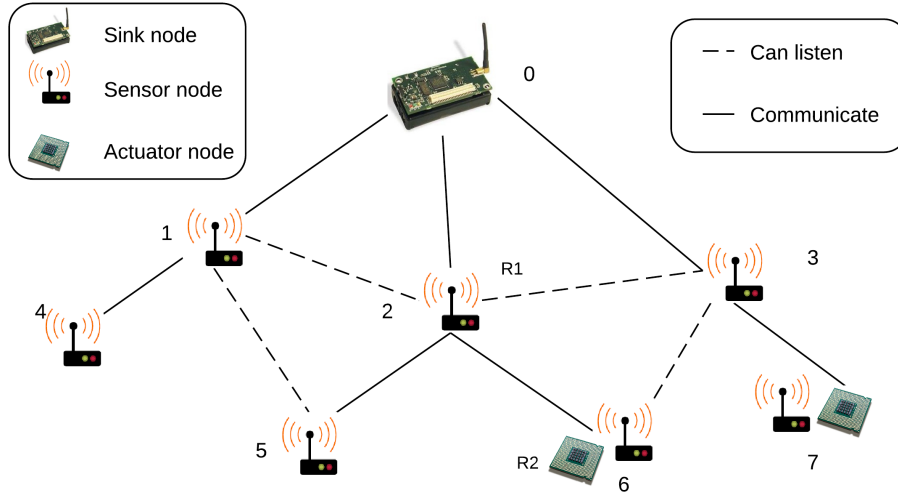 Sink node
Sensor node
Actuator node
0
Can listen
Communicate
1
R1
3
2
4
5
R2
6
7